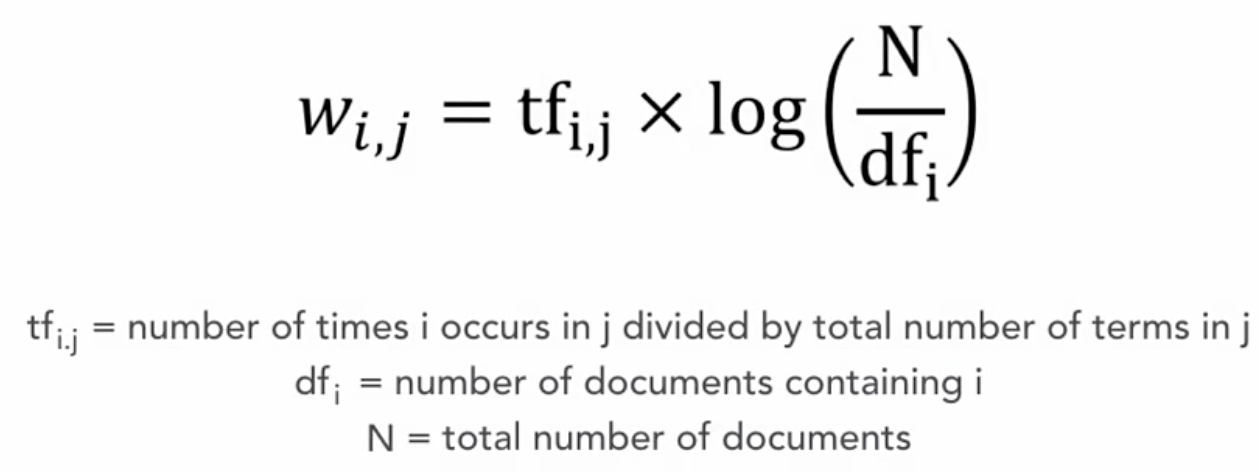 w_{i,j} = tf_{i,j} × log(N/df_i)
tf_{i.j} = number of times i occurs in j divided by total number of terms in j
df_i = number of documents containing i
N = total number of documents